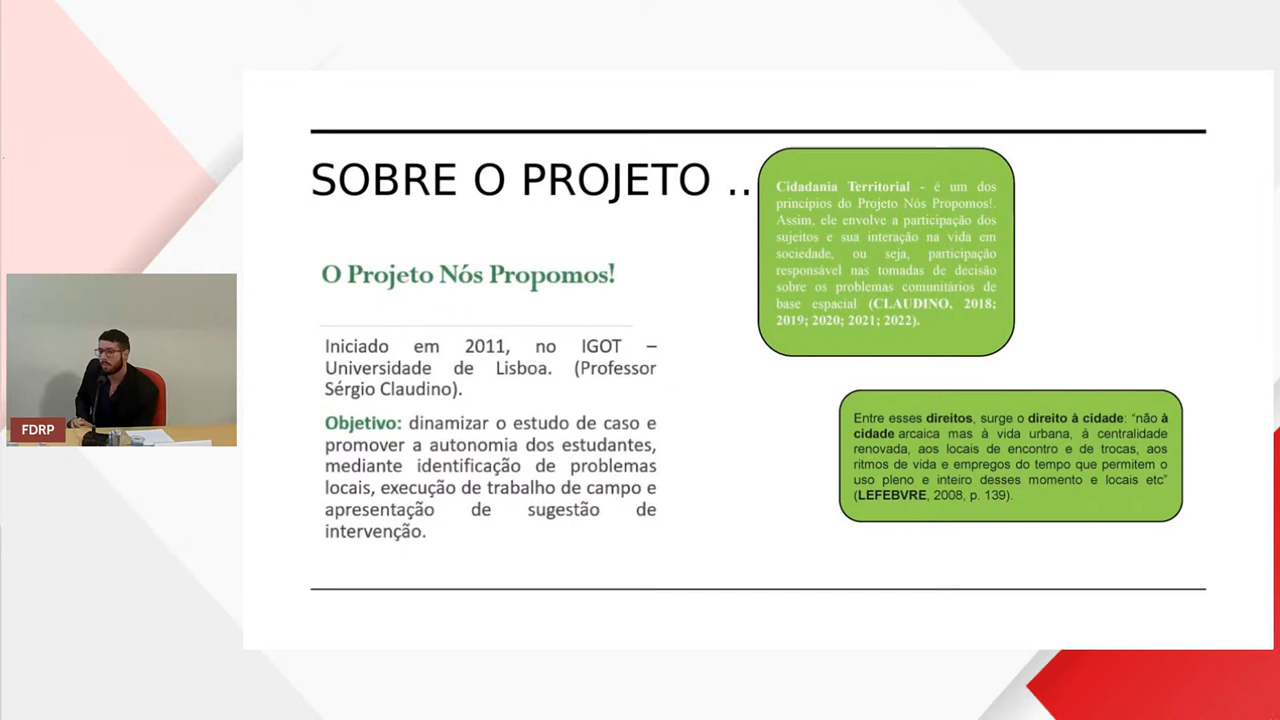 SOBRE O PROJETO ..
Cidadania Territorial - é um dos
princípios do Projeto Nós Propomos!.
Assim, ele envolve a participação dos
sujeitos e sua interação na vida em
sociedade, ou seja, participação
responsável nas tomadas de decisão
sobre os problemas comunitários de
base espacial (CLAUDINO, 2018;
2019; 2020; 2021; 2022).
O Projeto Nós Propomos!
Iniciado em 2011, no IGOT –
Universidade de Lisboa. (Professor
Sérgio Claudino).
Objetivo: dinamizar o estudo de caso e
promover a autonomia dos estudantes,
mediante identificação de problemas
locais, execução de trabalho de campo e
apresentação de sugestão de
intervenção.
Entre esses direitos, surge o direito à cidade: “não à
cidade arcaica mas à vida urbana, à centralidade
renovada, aos locais de encontro e de trocas, aos
ritmos de vida e empregos do tempo que permitem o
uso pleno e inteiro desses momento e locais etc”
(LEFEBVRE, 2008, p. 139).
FDRP